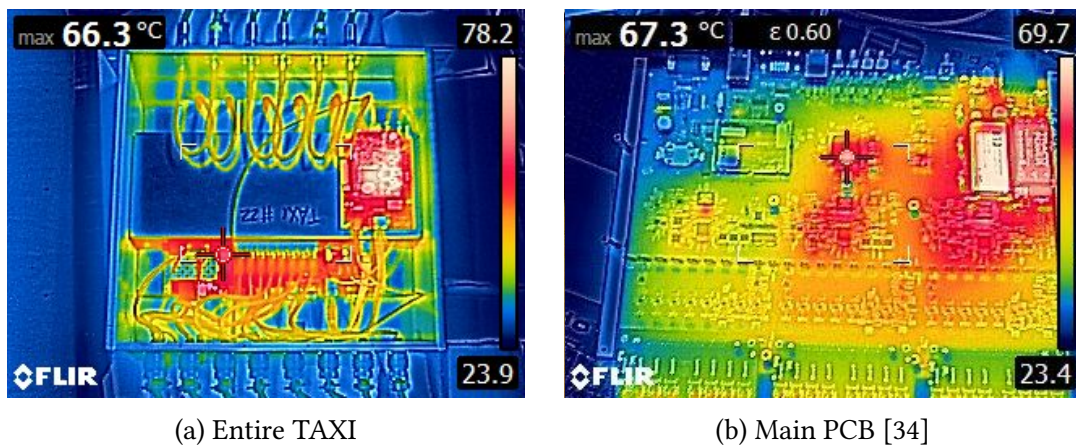 max 66.3 °C
78.2
TAXI #22
FLIR
23.9
max 67.3 °C
ε 0.60
69.7
FLIR
23.4
(a) Entire TAXI
(b) Main PCB [34]